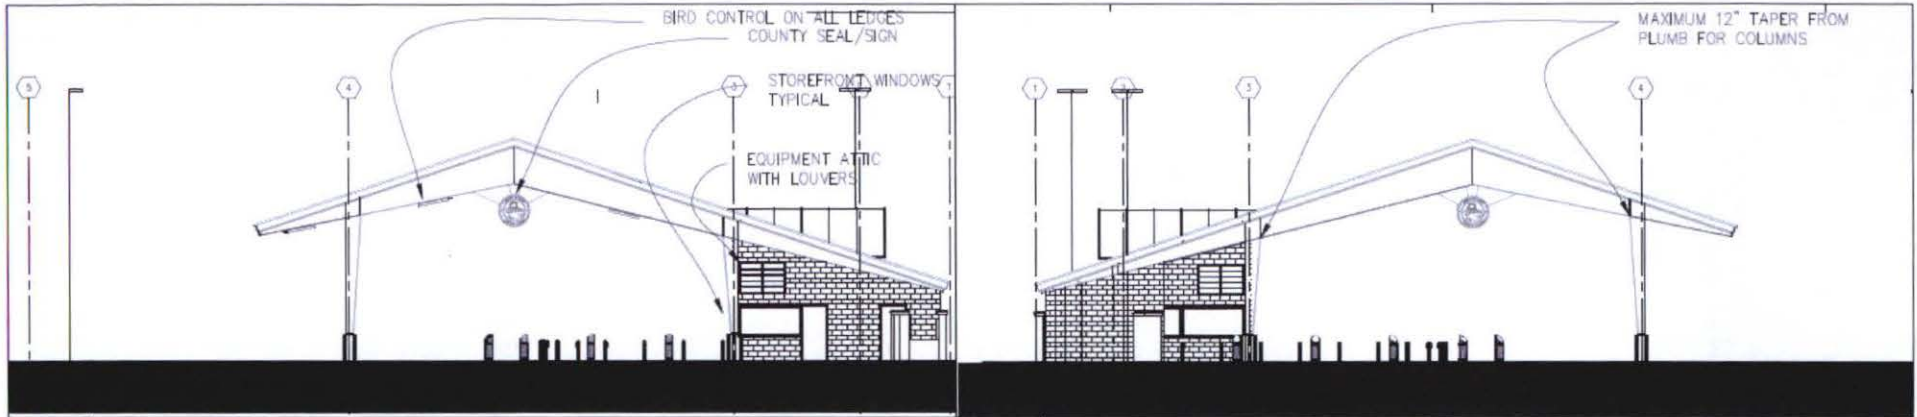 BIRD CONTROL ON ALL LEDGES
COUNTY SEAL/SIGN
STOREFRONT WINDOWS
TYPICAL
EQUIPMENT ATTIC
WITH LOUVERS
5
4
3
1
MAXIMUM 12" TAPER FROM
PLUMB FOR COLUMNS
1
2
3
4